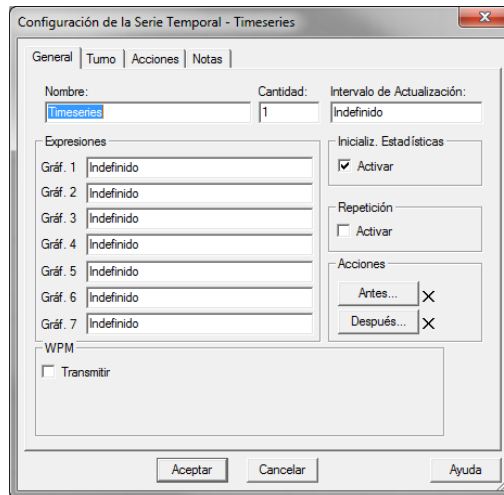 Configuración de la Serie Temporal - Timeseries
General Turno Acciones Notas
Nombre: Cantidad: Intervalo de Actualización:
Timeseries 1 Indefinido
Expresiones Inicializ. Estadísticas
Gráf. 1 Indefinido Activar
Gráf. 2 Indefinido
Gráf. 3 Indefinido Repetición
Gráf. 4 Indefinido Activar
Gráf. 5 Indefinido Acciones
Gráf. 6 Indefinido Antes...
Gráf. 7 Indefinido Después...
WPM
Transmitir
Aceptar Cancelar Ayuda